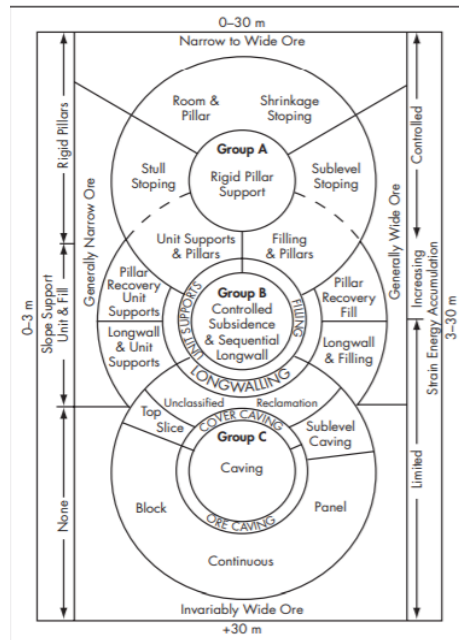 0–30 m
Narrow to Wide Ore
Rigid Pillars
Controlled
Room &
Pillar
Shrinkage
Stoping
Group A
Rigid Pillar
Support
Stull
Stoping
Sublevel
Stoping
Generally Narrow Ore
Generally Wide Ore
Unit Supports
& Pillars
Filling
& Pillars
0–3 m
Slope Support
Unit & Fill
Pillar
Recovery
Unit
Supports
Longwall
& Unit
Supports
UNIT SUPPORTS
Group B
Controlled
Subsidence
& Sequential
Longwall
FILLING
LONGWALLING
Pillar
Recovery
Fill
Longwall
& Filling
Increasing
Strain Energy Accumulation
3–30 m
Unclassified
Reclamation
Top
Slice
COVER CAVING
Sublevel
Caving
Group C
Caving
ORE CAVING
None
Limited
Block
Panel
Continuous
Invariably Wide Ore
+30 m